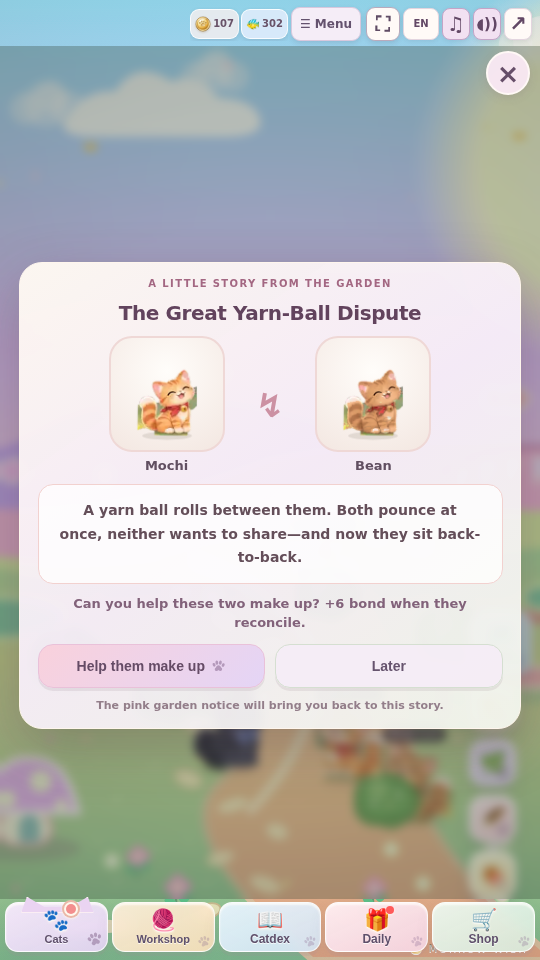 107
302
☰ Menu
EN
A LITTLE STORY FROM THE GARDEN
The Great Yarn-Ball Dispute
Mochi
Bean
A yarn ball rolls between them. Both pounce at
once, neither wants to share—and now they sit back-
to-back.
Can you help these two make up? +6 bond when they
reconcile.
Help them make up
Later
The pink garden notice will bring you back to this story.
Cats
Workshop
Catdex
Daily
Shop